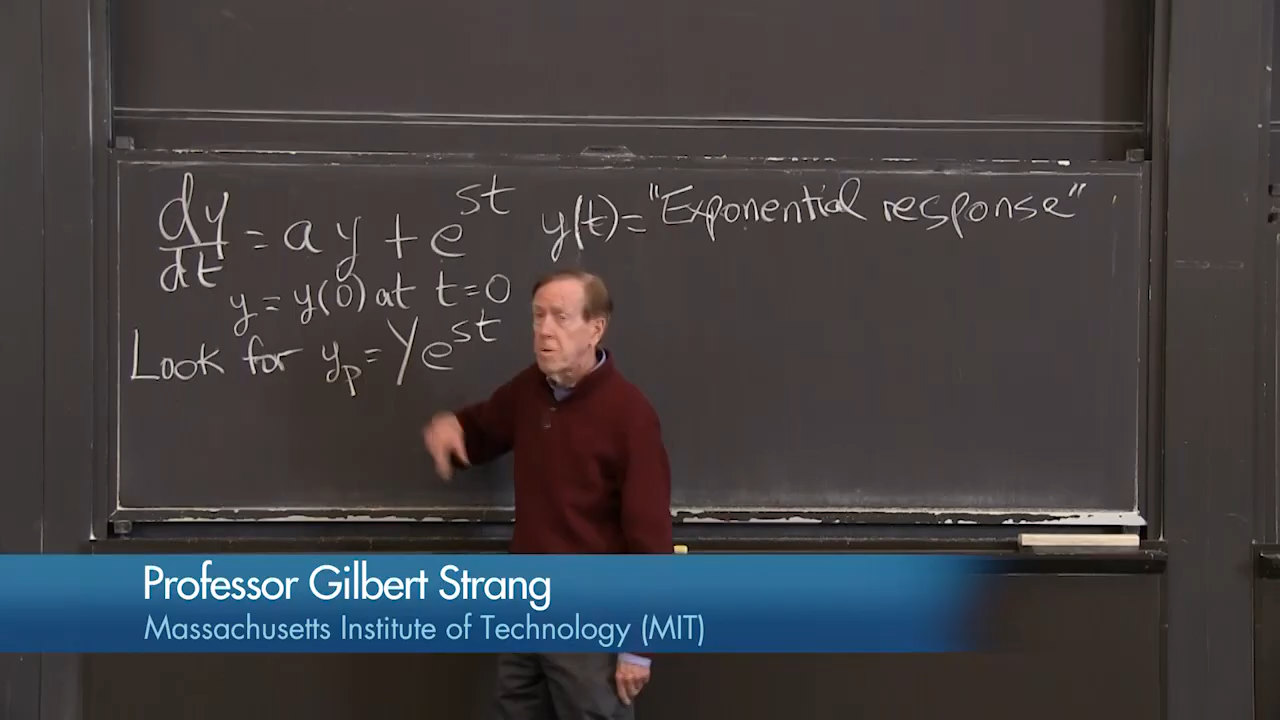 dy/dt = ay + e^st
y(t) = "Exponential response"
y = y(0) at t=0
Look for y_p = Ye^st
Professor Gilbert Strang
Massachusetts Institute of Technology (MIT)